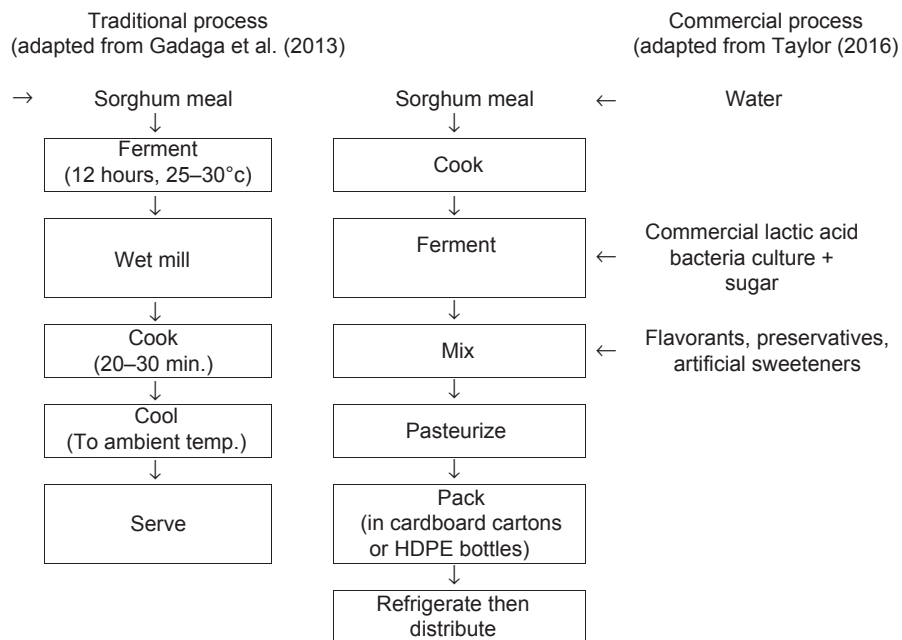 Traditional process
(adapted from Gadaga et al. (2013)
→ Sorghum meal
↓
Ferment
(12 hours, 25–30°c)
↓
Wet mill
↓
Cook
(20–30 min.)
↓
Cool
(To ambient temp.)
↓
Serve
Commercial process
(adapted from Taylor (2016)
Sorghum meal ← Water
↓
Cook
↓
Ferment
← Commercial lactic acid
bacteria culture +
sugar
↓
Mix
← Flavorants, preservatives,
artificial sweeteners
↓
Pasteurize
↓
Pack
(in cardboard cartons
or HDPE bottles)
↓
Refrigerate then
distribute